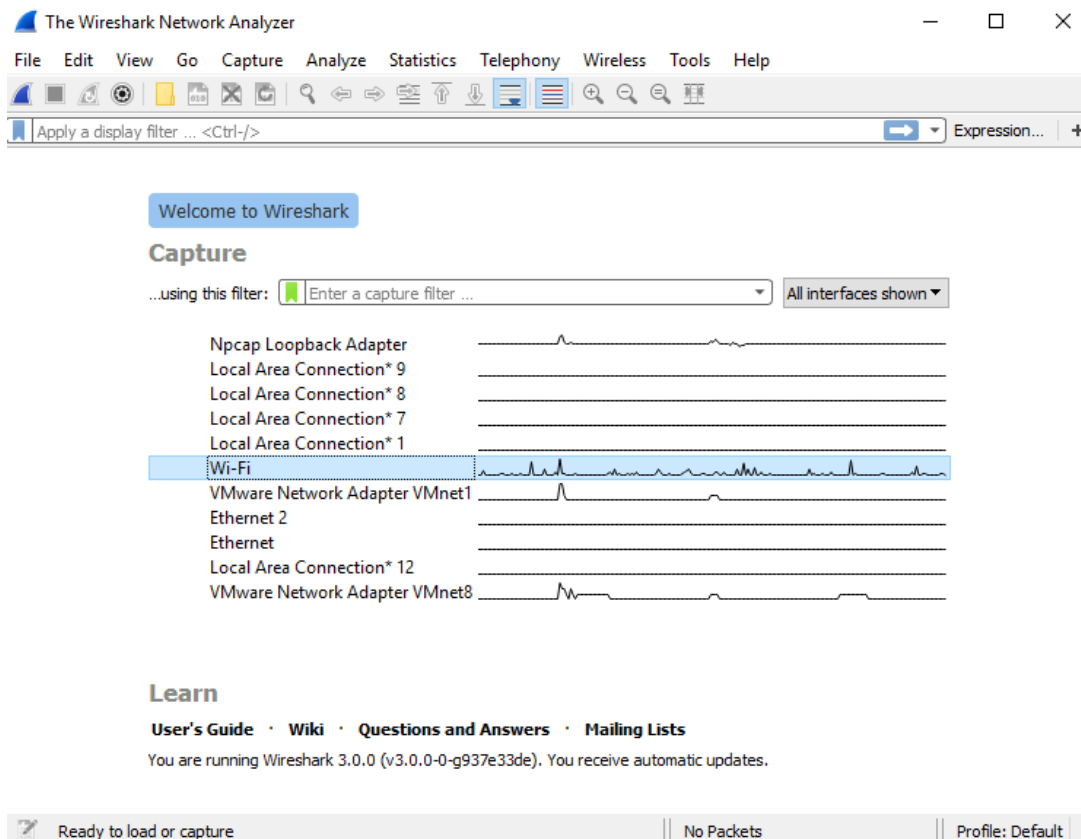 The Wireshark Network Analyzer
File Edit View Go Capture Analyze Statistics Telephony Wireless Tools Help
Apply a display filter ... <Ctrl-/> Expression... +
Welcome to Wireshark
Capture
...using this filter: Enter a capture filter ... All interfaces shown
Npcap Loopback Adapter
Local Area Connection* 9
Local Area Connection* 8
Local Area Connection* 7
Local Area Connection* 1
Wi-Fi
VMware Network Adapter VMnet1
Ethernet 2
Ethernet
Local Area Connection* 12
VMware Network Adapter VMnet8
Learn
User's Guide · Wiki · Questions and Answers · Mailing Lists
You are running Wireshark 3.0.0 (v3.0.0-0-g937e33de). You receive automatic updates.
Ready to load or capture No Packets Profile: Default